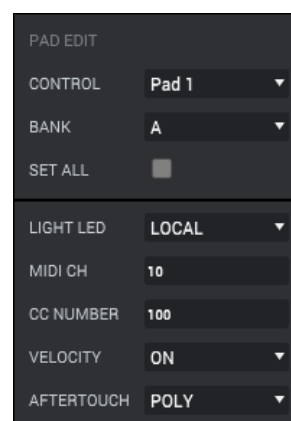 PAD EDIT
CONTROL Pad 1
BANK A
SET ALL
LIGHT LED LOCAL
MIDI CH 10
CC NUMBER 100
VELOCITY ON
AFTERTOUCH POLY